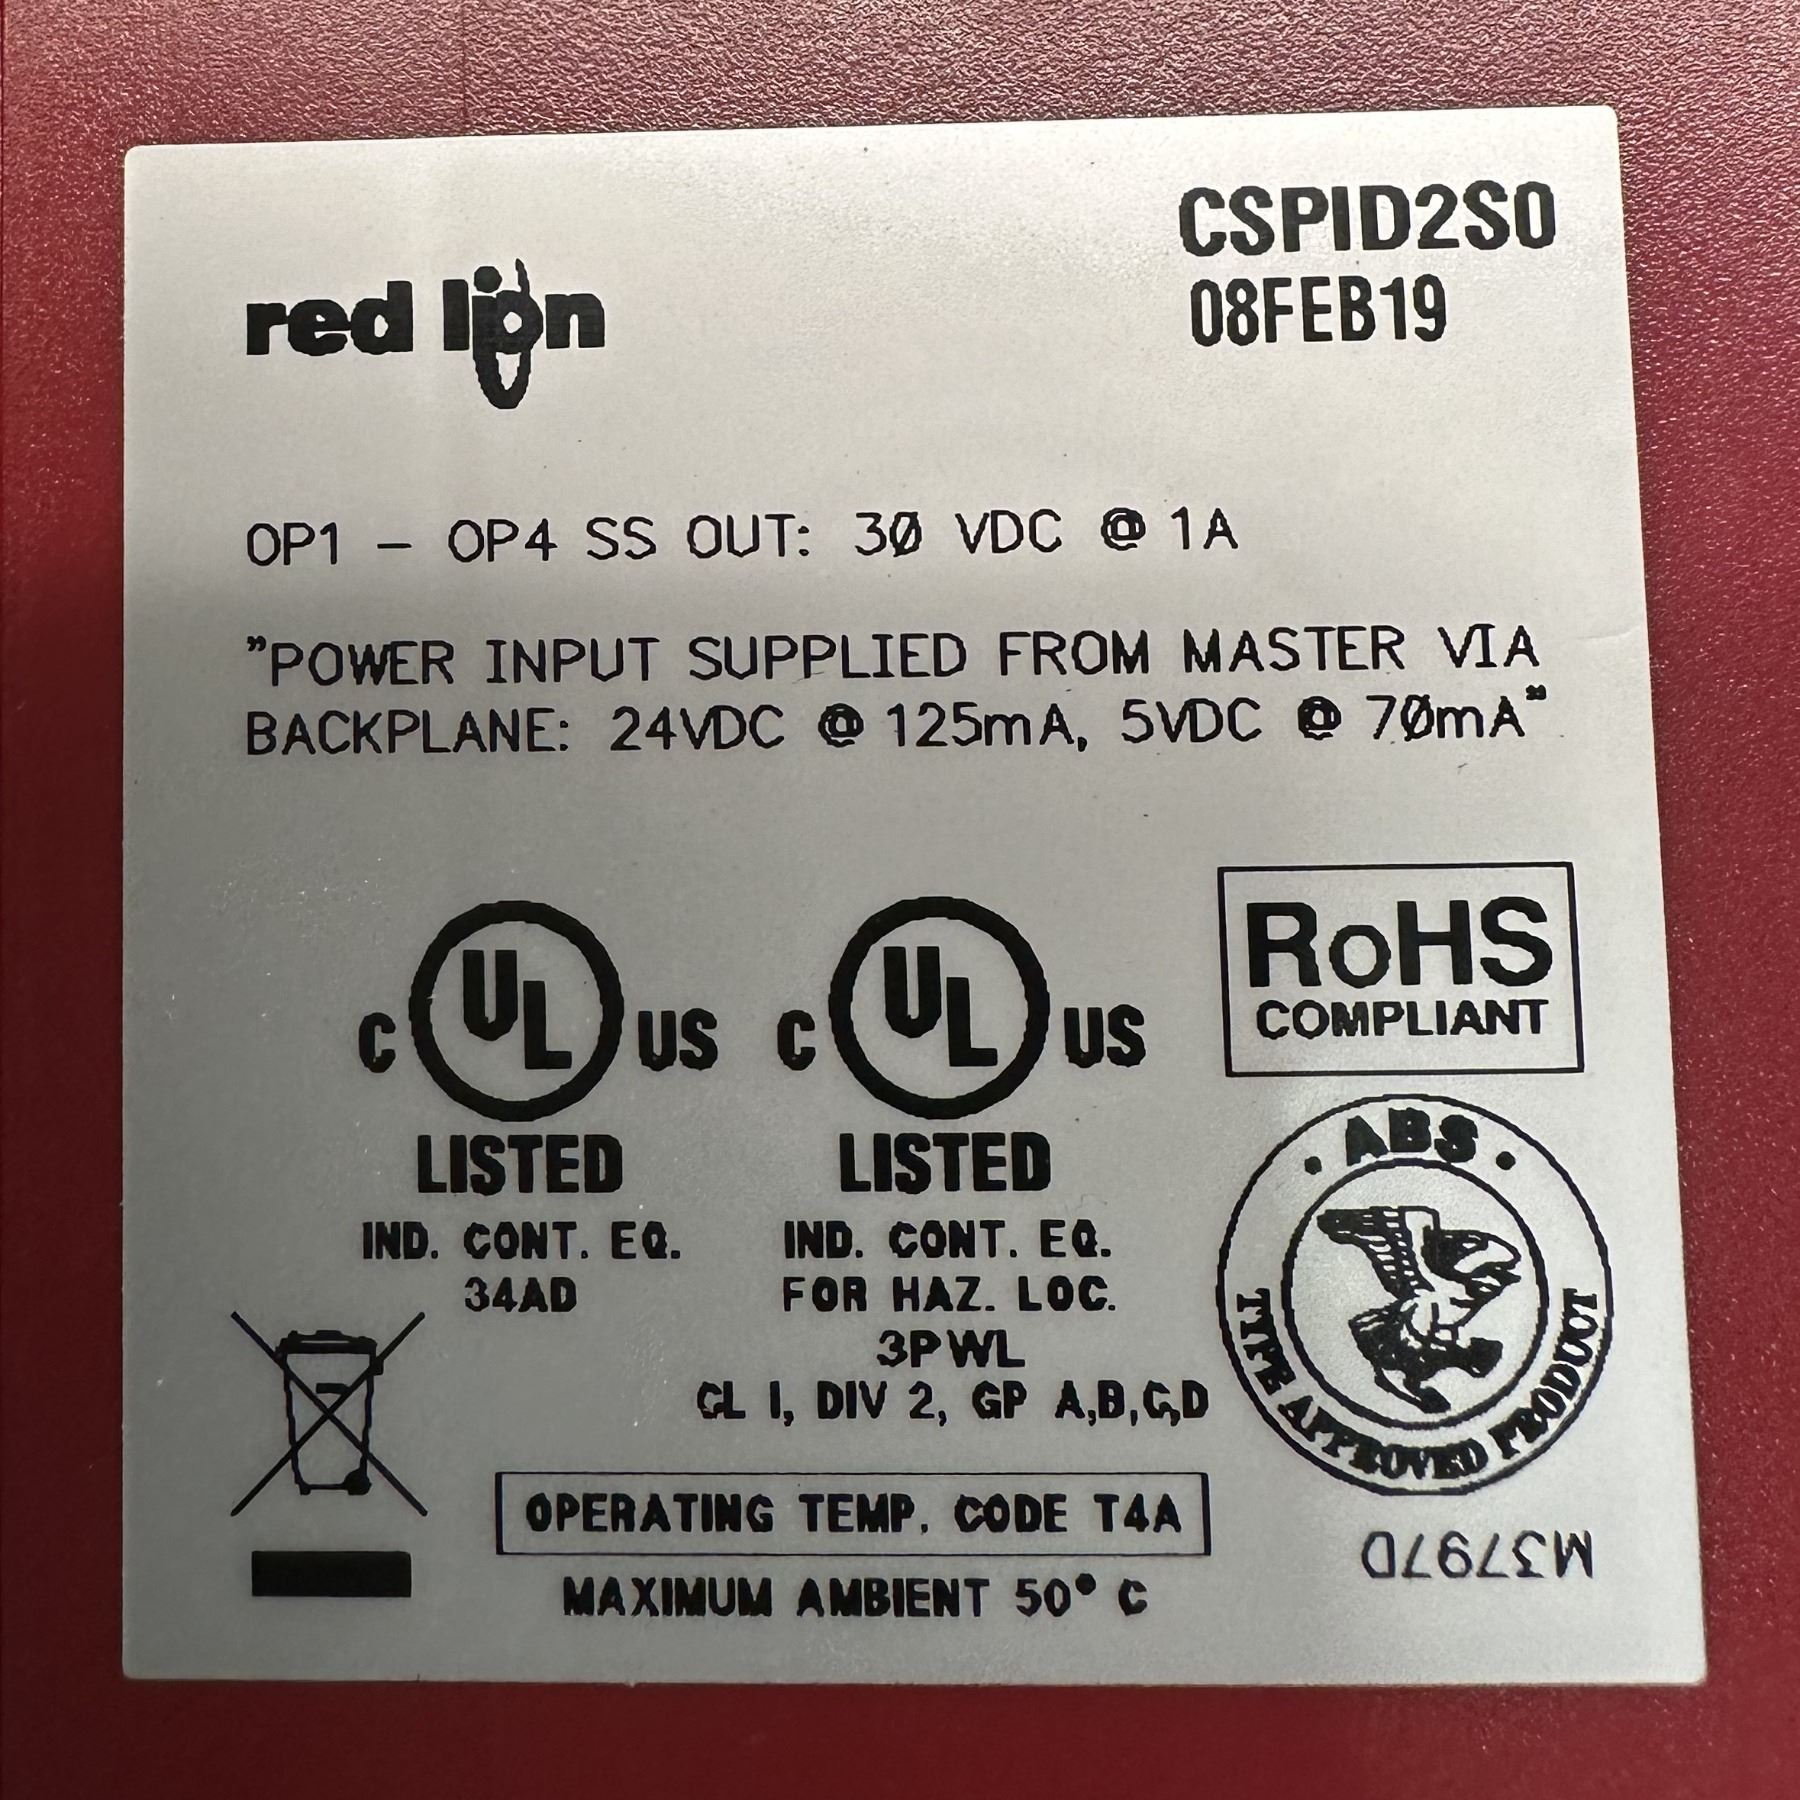 CSPID2S0
08FEB19
red lion
OP1 - OP4 SS OUT: 30 VDC @ 1A
"POWER INPUT SUPPLIED FROM MASTER VIA
BACKPLANE: 24VDC @ 125mA, 5VDC @ 70mA"
RoHS
COMPLIANT
C UL US
LISTED
IND. CONT. EQ.
34AD
C UL US
LISTED
IND. CONT. EQ.
FOR HAZ. LOC.
3PWL
CL I, DIV 2, GP A,B,C,D
· ABS ·
TYPE APPROVED PRODUCT
OPERATING TEMP. CODE T4A
MAXIMUM AMBIENT 50° C
M3797D